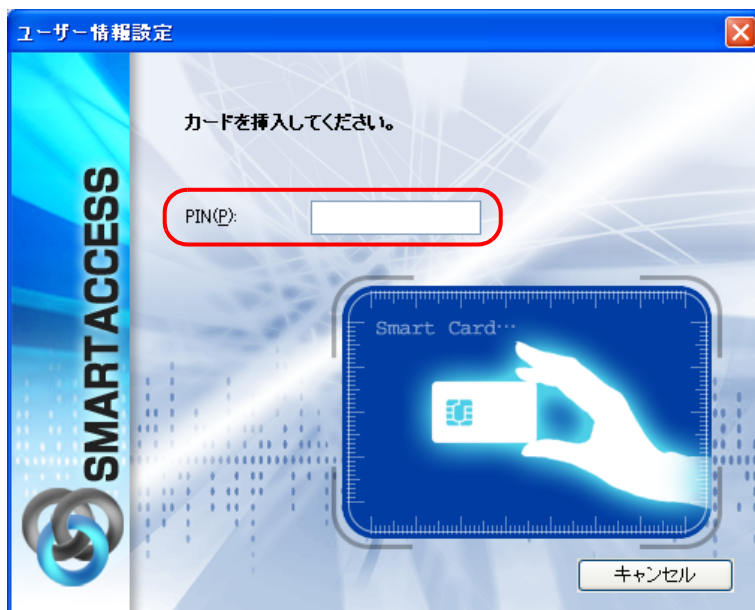 ユーザー情報設定
カードを挿入してください。
PIN(P):
SMARTACCESS
Smart Card…
キャンセル